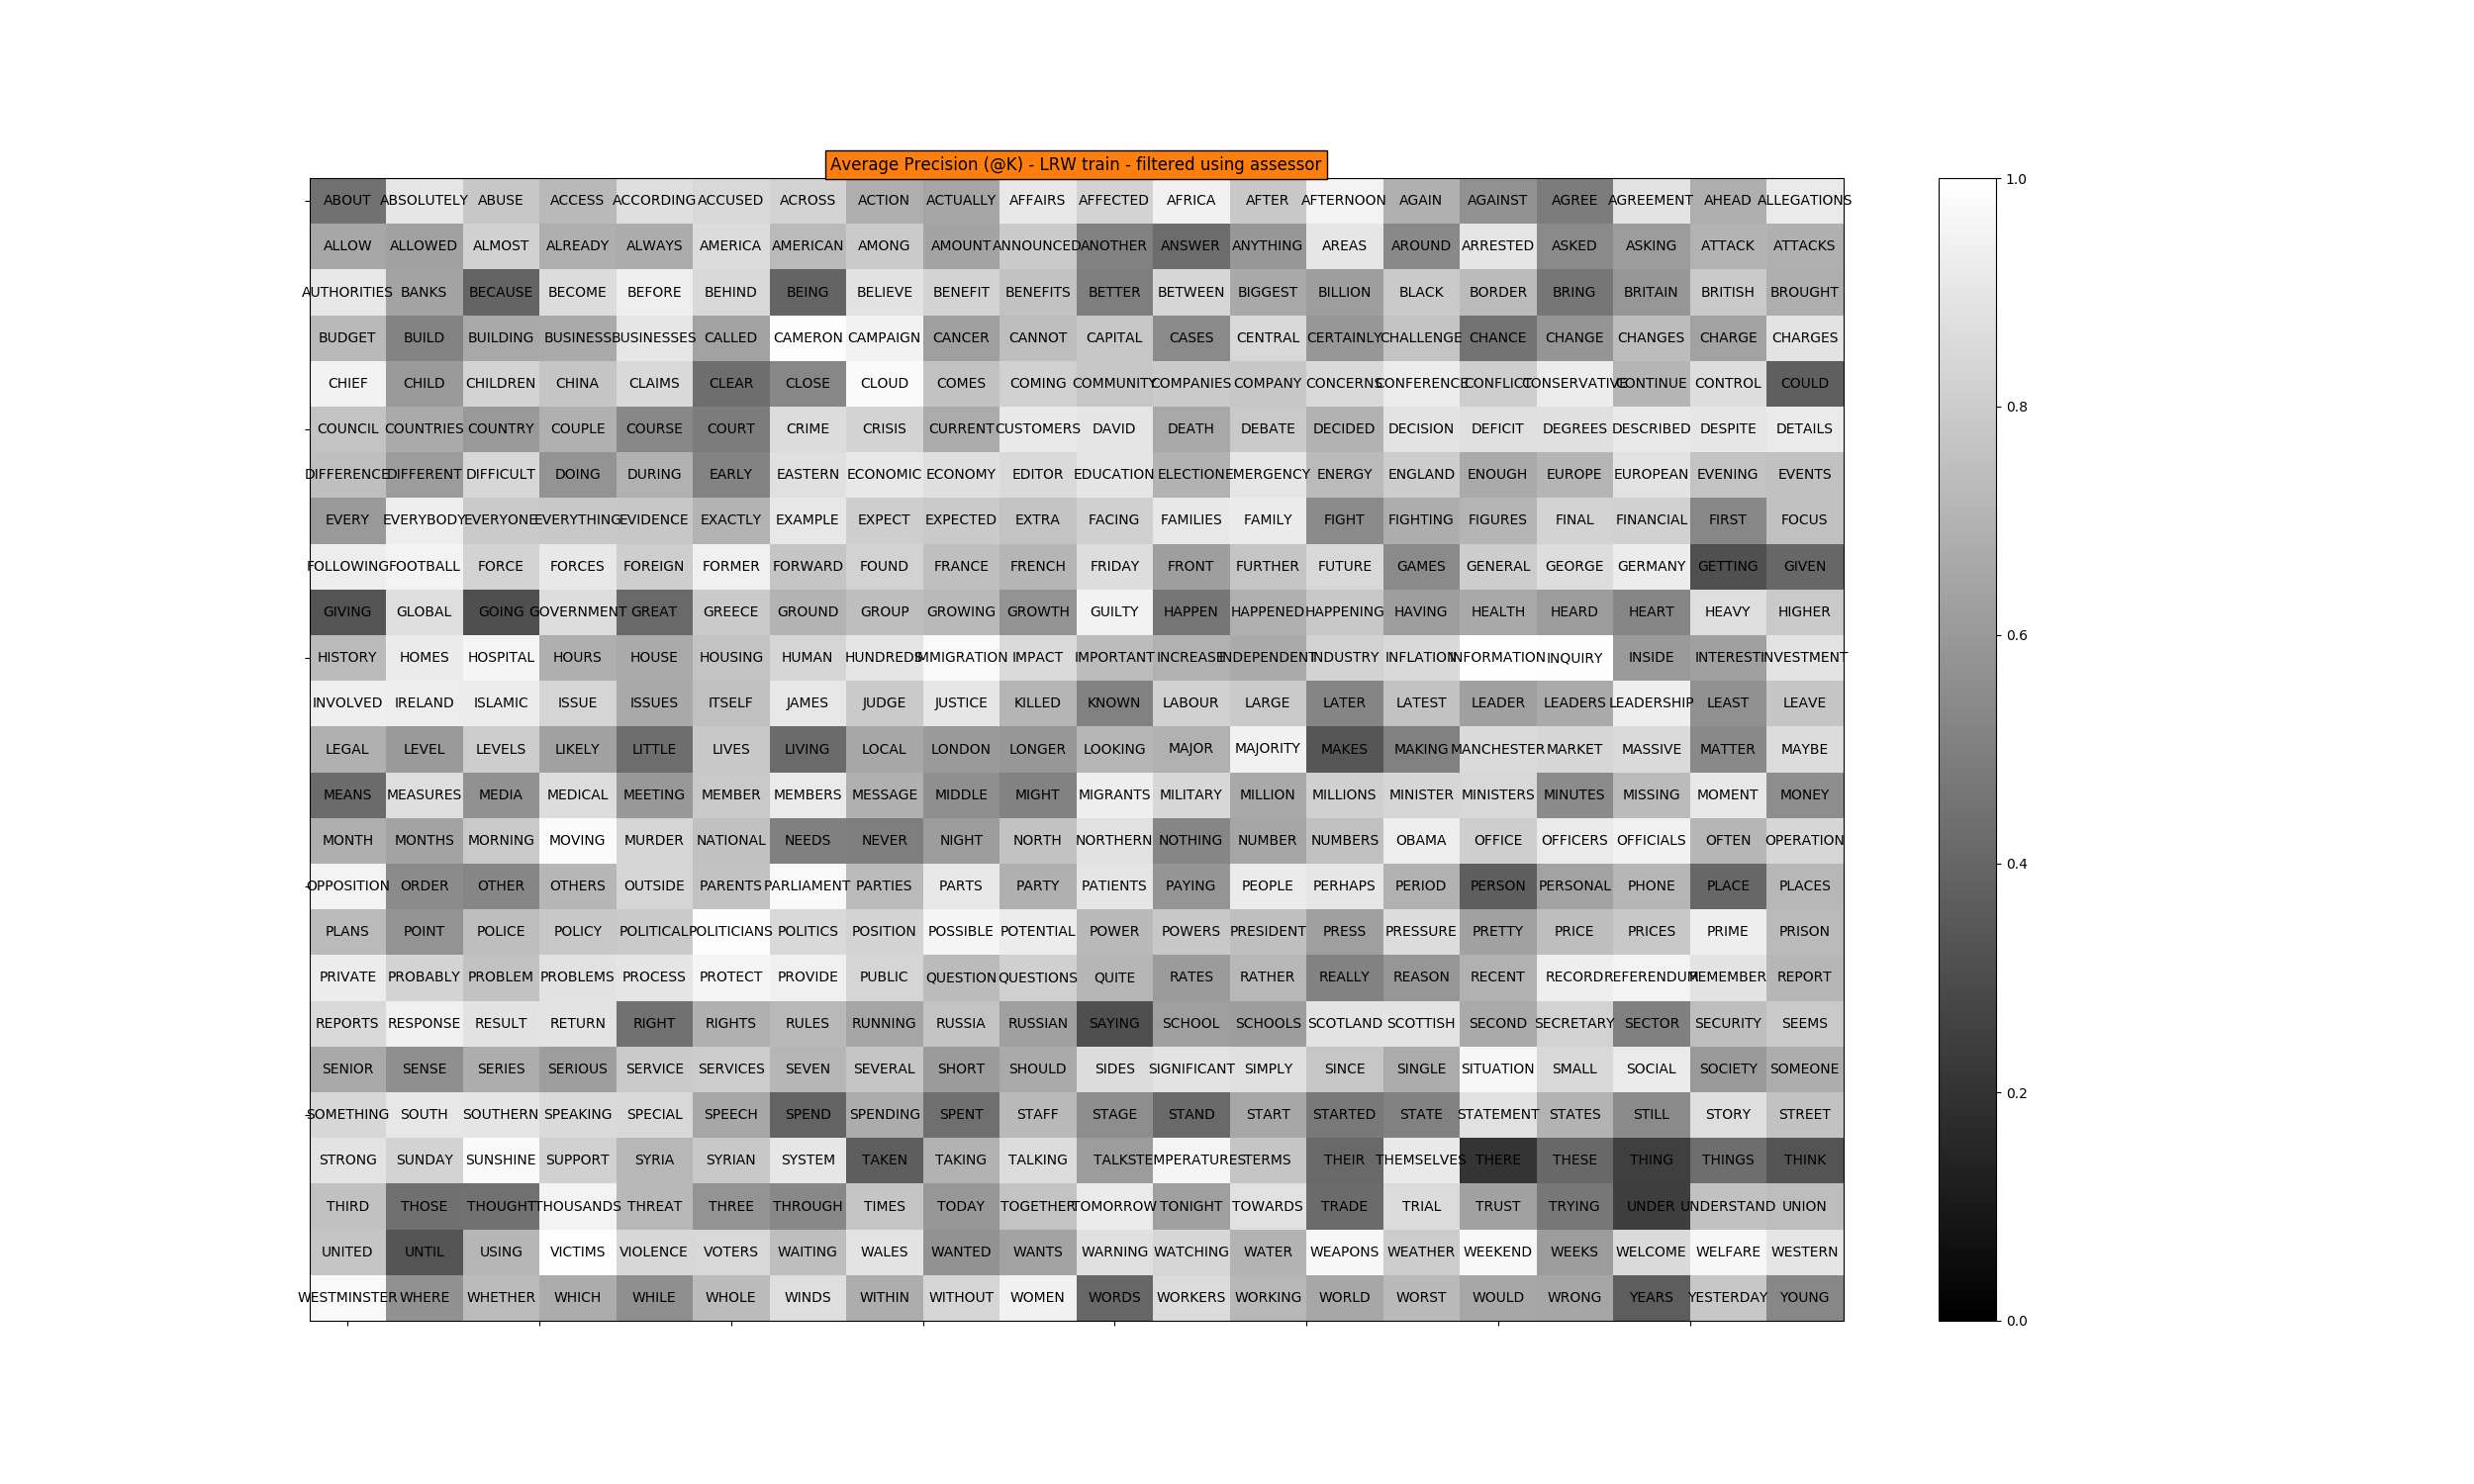 Average Precision (@K) - LRW train - filtered using assessor
ABOUT ABSOLUTELY ABUSE ACCESS ACCORDING ACCUSED ACROSS ACTION ACTUALLY AFFAIRS AFFECTED AFRICA AFTER AFTERNOON AGAIN AGAINST AGREE AGREEMENT AHEAD ALLEGATIONS 1.0
ALLOW ALLOWED ALMOST ALREADY ALWAYS AMERICA AMERICAN AMONG AMOUNT ANNOUNCED ANOTHER ANSWER ANYTHING AREAS AROUND ARRESTED ASKED ASKING ATTACK ATTACKS
AUTHORITIES BANKS BECAUSE BECOME BEFORE BEHIND BEING BELIEVE BENEFIT BENEFITS BETTER BETWEEN BIGGEST BILLION BLACK BORDER BRING BRITAIN BRITISH BROUGHT
BUDGET BUILD BUILDING BUSINESS BUSINESSES CALLED CAMERON CAMPAIGN CANCER CANNOT CAPITAL CASES CENTRAL CERTAINLY CHALLENGE CHANCE CHANGE CHANGES CHARGE CHARGES
CHIEF CHILD CHILDREN CHINA CLAIMS CLEAR CLOSE CLOUD COMES COMING COMMUNITY COMPANIES COMPANY CONCERNS CONFERENCE CONFLICT CONSERVATIVE CONTINUE CONTROL COULD
0.8
COUNCIL COUNTRIES COUNTRY COUPLE COURSE COURT CRIME CRISIS CURRENT CUSTOMERS DAVID DEATH DEBATE DECIDED DECISION DEFICIT DEGREES DESCRIBED DESPITE DETAILS
DIFFERENCE DIFFERENT DIFFICULT DOING DURING EARLY EASTERN ECONOMIC ECONOMY EDITOR EDUCATION ELECTION EMERGENCY ENERGY ENGLAND ENOUGH EUROPE EUROPEAN EVENING EVENTS
EVERY EVERYBODY EVERYONE EVERYTHING EVIDENCE EXACTLY EXAMPLE EXPECT EXPECTED EXTRA FACING FAMILIES FAMILY FIGHT FIGHTING FIGURES FINAL FINANCIAL FIRST FOCUS
FOLLOWING FOOTBALL FORCE FORCES FOREIGN FORMER FORWARD FOUND FRANCE FRENCH FRIDAY FRONT FURTHER FUTURE GAMES GENERAL GEORGE GERMANY GETTING GIVEN
GIVING GLOBAL GOING GOVERNMENT GREAT GREECE GROUND GROUP GROWING GROWTH GUILTY HAPPEN HAPPENED HAPPENING HAVING HEALTH HEARD HEART HEAVY HIGHER
0.6
HISTORY HOMES HOSPITAL HOURS HOUSE HOUSING HUMAN HUNDREDS IMMIGRATION IMPACT IMPORTANT INCREASE INDEPENDENT INDUSTRY INFLATION INFORMATION INQUIRY INSIDE INTEREST INVESTMENT
INVOLVED IRELAND ISLAMIC ISSUE ISSUES ITSELF JAMES JUDGE JUSTICE KILLED KNOWN LABOUR LARGE LATER LATEST LEADER LEADERS LEADERSHIP LEAST LEAVE
LEGAL LEVEL LEVELS LIKELY LITTLE LIVES LIVING LOCAL LONDON LONGER LOOKING MAJOR MAJORITY MAKES MAKING MANCHESTER MARKET MASSIVE MATTER MAYBE
MEANS MEASURES MEDIA MEDICAL MEETING MEMBER MEMBERS MESSAGE MIDDLE MIGHT MIGRANTS MILITARY MILLION MILLIONS MINISTER MINISTERS MINUTES MISSING MOMENT MONEY
MONTH MONTHS MORNING MOVING MURDER NATIONAL NEEDS NEVER NIGHT NORTH NORTHERN NOTHING NUMBER NUMBERS OBAMA OFFICE OFFICERS OFFICIALS OFTEN OPERATION
0.4
OPPOSITION ORDER OTHER OTHERS OUTSIDE PARENTS PARLIAMENT PARTIES PARTS PARTY PATIENTS PAYING PEOPLE PERHAPS PERIOD PERSON PERSONAL PHONE PLACE PLACES
PLANS POINT POLICE POLICY POLITICAL POLITICIANS POLITICS POSITION POSSIBLE POTENTIAL POWER POWERS PRESIDENT PRESS PRESSURE PRETTY PRICE PRICES PRIME PRISON
PRIVATE PROBABLY PROBLEM PROBLEMS PROCESS PROTECT PROVIDE PUBLIC QUESTION QUESTIONS QUITE RATES RATHER REALLY REASON RECENT RECORD REFERENDUM REMEMBER REPORT
REPORTS RESPONSE RESULT RETURN RIGHT RIGHTS RULES RUNNING RUSSIA RUSSIAN SAYING SCHOOL SCHOOLS SCOTLAND SCOTTISH SECOND SECRETARY SECTOR SECURITY SEEMS
SENIOR SENSE SERIES SERIOUS SERVICE SERVICES SEVEN SEVERAL SHORT SHOULD SIDES SIGNIFICANT SIMPLY SINCE SINGLE SITUATION SMALL SOCIAL SOCIETY SOMEONE
0.2
SOMETHING SOUTH SOUTHERN SPEAKING SPECIAL SPEECH SPEND SPENDING SPENT STAFF STAGE STAND START STARTED STATE STATEMENT STATES STILL STORY STREET
STRONG SUNDAY SUNSHINE SUPPORT SYRIA SYRIAN SYSTEM TAKEN TAKING TALKING TALKS TEMPERATURES TERMS THEIR THEMSELVES THERE THESE THING THINGS THINK
THIRD THOSE THOUGHT THOUSANDS THREAT THREE THROUGH TIMES TODAY TOGETHER TOMORROW TONIGHT TOWARDS TRADE TRIAL TRUST TRYING UNDER UNDERSTAND UNION
UNITED UNTIL USING VICTIMS VIOLENCE VOTERS WAITING WALES WANTED WANTS WARNING WATCHING WATER WEAPONS WEATHER WEEKEND WEEKS WELCOME WELFARE WESTERN
WESTMINSTER WHERE WHETHER WHICH WHILE WHOLE WINDS WITHIN WITHOUT WOMEN WORDS WORKERS WORKING WORLD WORST WOULD WRONG YEARS YESTERDAY YOUNG
0.0